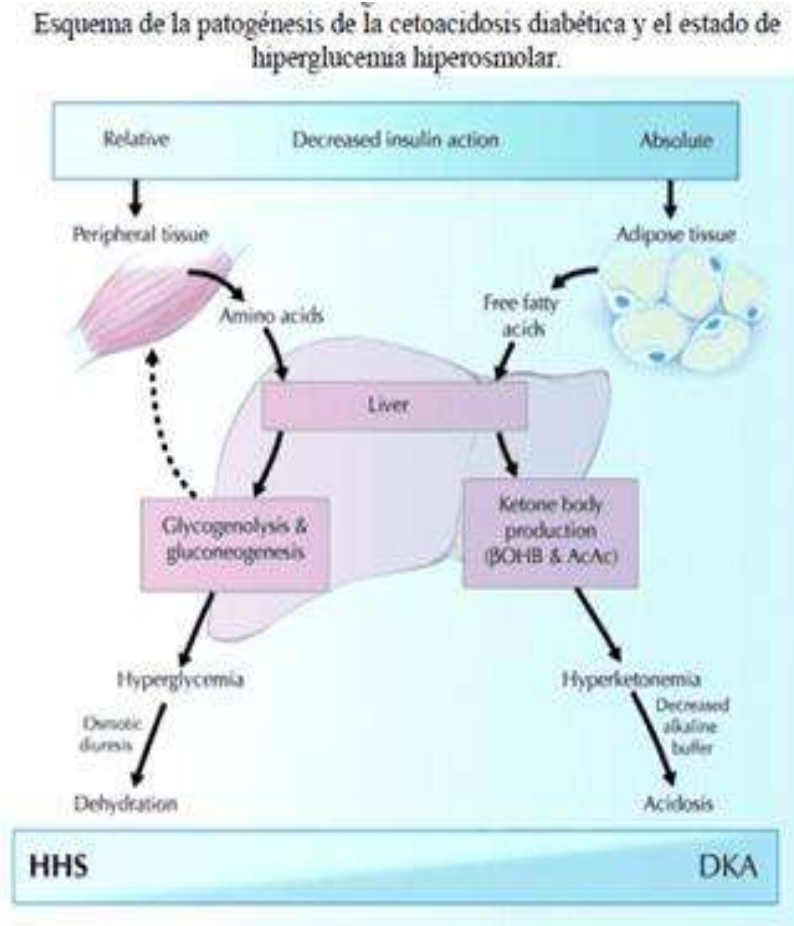 Esquema de la patogénesis de la cetoacidosis diabética y el estado de
hiperglucemia hiperosmolar.
Relative
Decreased insulin action
Absolute
Peripheral tissue
Adipose tissue
Amino acids
Free fatty
acids
Liver
Glycogenolysis &
gluconeogenesis
Ketone body
production
(βOHB & AcAc)
Hyperglycemia
Hyperketonemia
Osmotic
diuresis
Decreased
alkaline
buffer
Dehydration
Acidosis
HHS
DKA